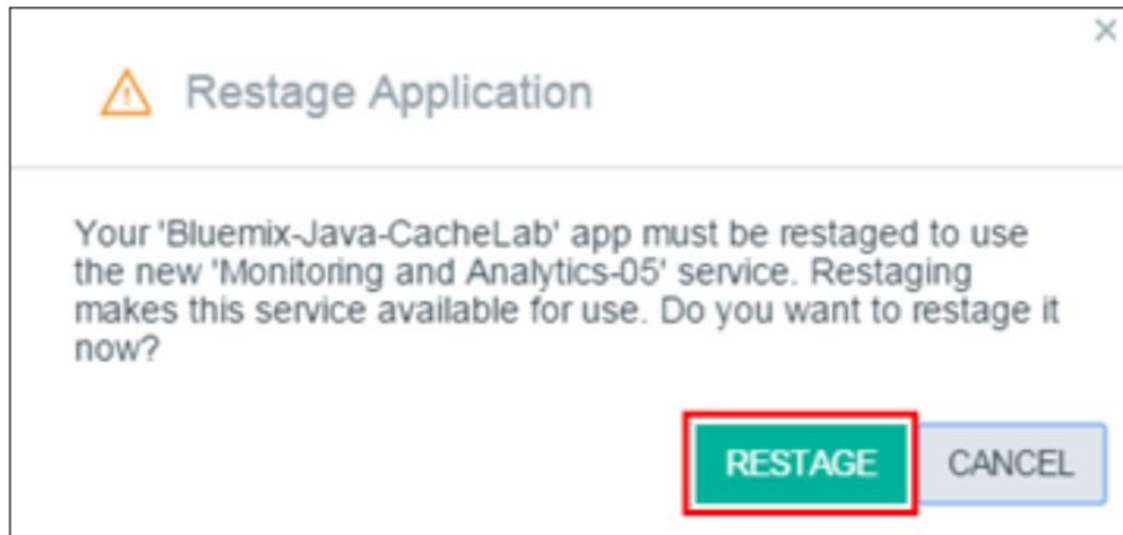 Restage Application
Your 'Bluemix-Java-CacheLab' app must be restaged to use
the new 'Monitoring and Analytics-05' service. Restaging
makes this service available for use. Do you want to restage it
now?
RESTAGE CANCEL